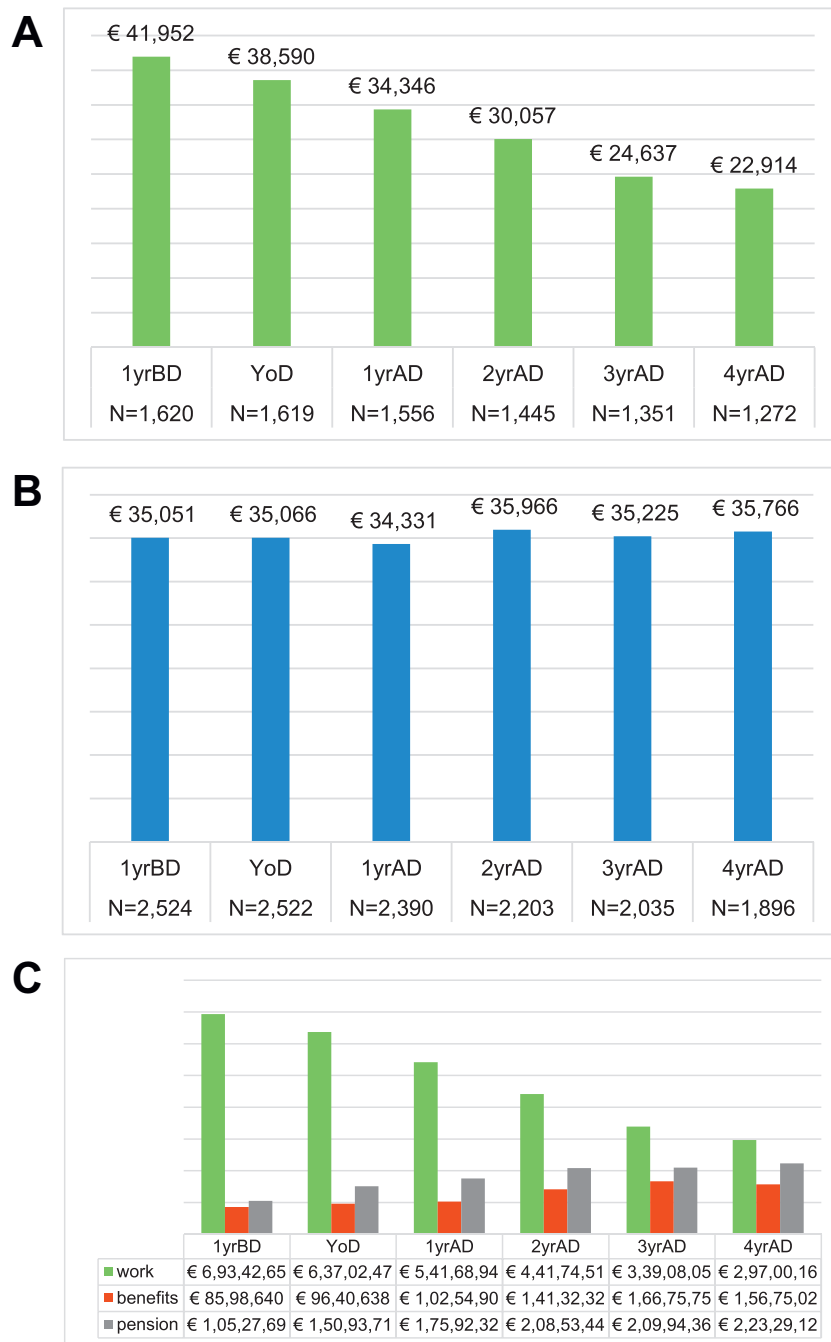 A
€ 41,952
€ 38,590
€ 34,346
€ 30,057
€ 24,637
€ 22,914
1yrBD YoD 1yrAD 2yrAD 3yrAD 4yrAD
N=1,620 N=1,619 N=1,556 N=1,445 N=1,351 N=1,272
B
€ 35,051 € 35,066 € 34,331 € 35,966 € 35,225 € 35,766
1yrBD YoD 1yrAD 2yrAD 3yrAD 4yrAD
N=2,524 N=2,522 N=2,390 N=2,203 N=2,035 N=1,896
C
1yrBD YoD 1yrAD 2yrAD 3yrAD 4yrAD
work € 6,93,42,65 € 6,37,02,47 € 5,41,68,94 € 4,41,74,51 € 3,39,08,05 € 2,97,00,16
benefits € 85,98,640 € 96,40,638 € 1,02,54,90 € 1,41,32,32 € 1,66,75,75 € 1,56,75,02
pension € 1,05,27,69 € 1,50,93,71 € 1,75,92,32 € 2,08,53,44 € 2,09,94,36 € 2,23,29,12